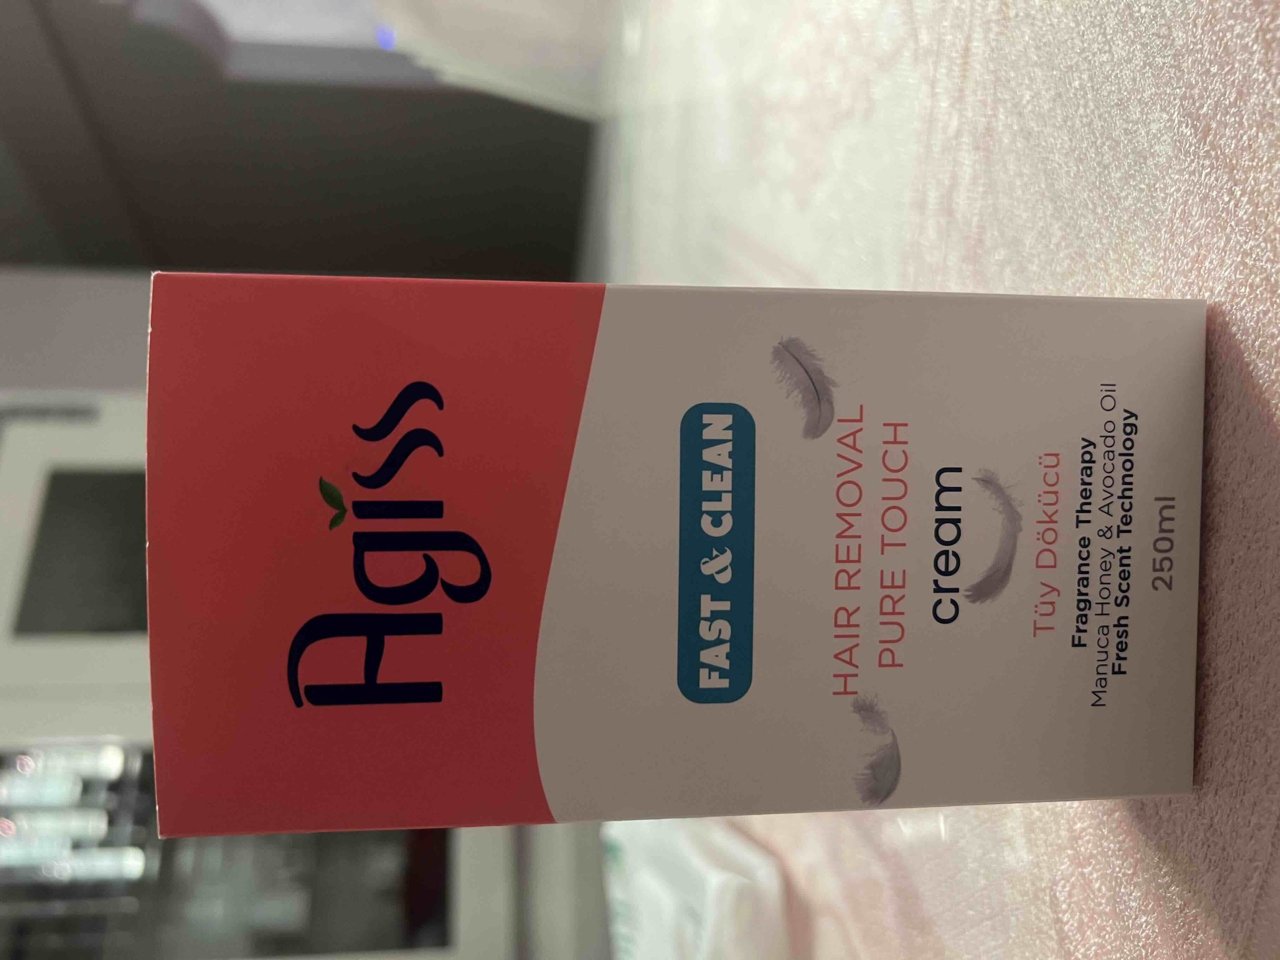 Agiss
FAST & CLEAN
HAIR REMOVAL
PURE TOUCH
cream
Tüy Dökücü
Fragrance Therapy
Manuca Honey & Avocado Oil
Fresh Scent Technology
250ml